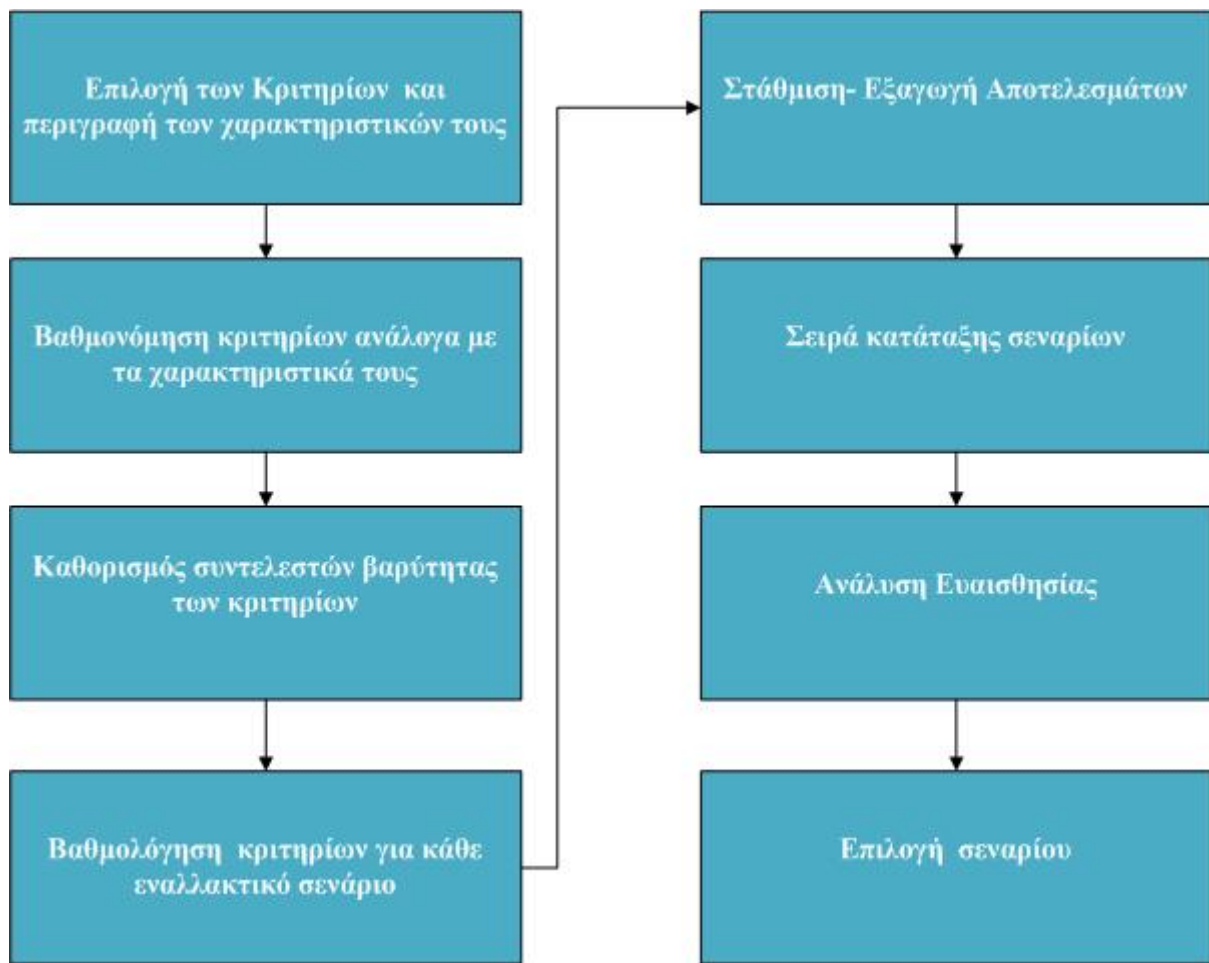 Επιλογή των Κριτηρίων και
περιγραφή των χαρακτηριστικών τους
Βαθμονόμηση κριτηρίων ανάλογα με
τα χαρακτηριστικά τους
Καθορισμός συντελεστών βαρύτητας
των κριτηρίων
Βαθμολόγηση κριτηρίων για κάθε
εναλλακτικό σενάριο
Στάθμιση- Εξαγωγή Αποτελεσμάτων
Σειρά κατάταξης σεναρίων
Ανάλυση Ευαισθησίας
Επιλογή σεναρίου